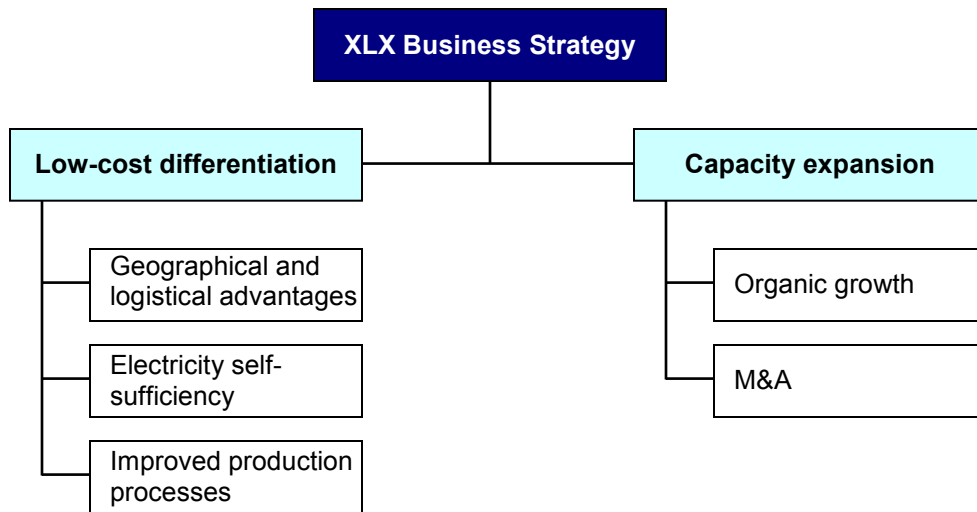 XLX Business Strategy
Low-cost differentiation
Geographical and
logistical advantages
Electricity self-
sufficiency
Improved production
processes
Capacity expansion
Organic growth
M&A